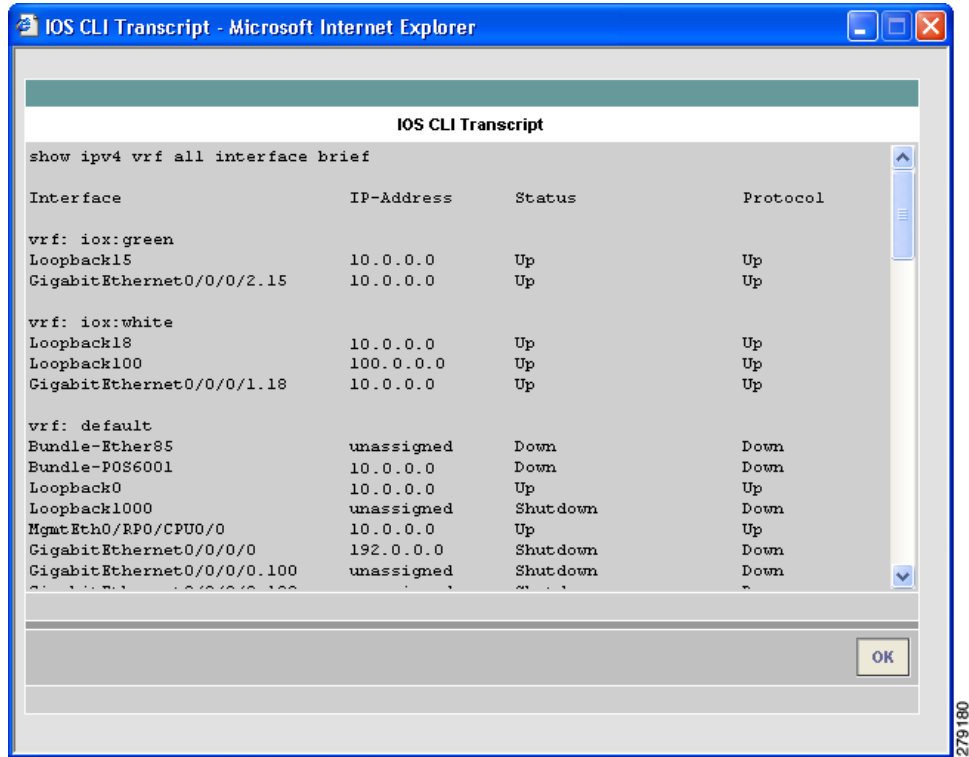 IOS CLI Transcript - Microsoft Internet Explorer
IOS CLI Transcript
show ipv4 vrf all interface brief
Interface IP-Address Status Protocol
vrf: iox:green
Loopback15 10.0.0.0 Up Up
GigabitEthernet0/0/0/2.15 10.0.0.0 Up Up
vrf: iox:white
Loopback18 10.0.0.0 Up Up
Loopback100 100.0.0.0 Up Up
GigabitEthernet0/0/0/1.18 10.0.0.0 Up Up
vrf: default
Bundle-Ether85 unassigned Down Down
Bundle-POS6001 10.0.0.0 Down Down
Loopback0 10.0.0.0 Up Up
Loopback1000 unassigned Shutdown Down
MgmtEth0/RP0/CPU0/0 10.0.0.0 Up Up
GigabitEthernet0/0/0/0 192.0.0.0 Shutdown Down
GigabitEthernet0/0/0/0.100 unassigned Shutdown Down
OK
279180